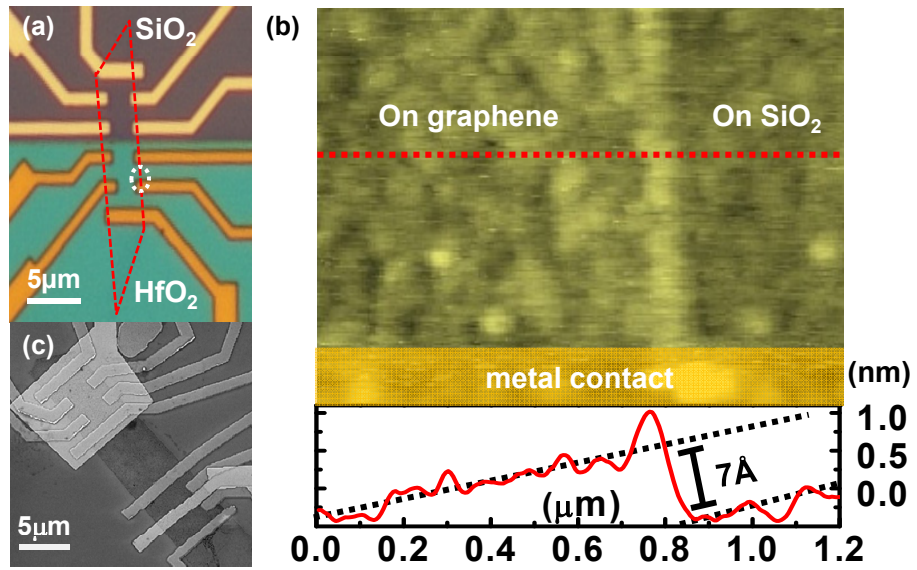 (a)
SiO₂
HfO₂
5μm
(b)
On graphene
On SiO₂
metal contact
(nm)
1.0
0.5
0.0
7Å
(μm)
0.0 0.2 0.4 0.6 0.8 1.0 1.2
(c)
5μm